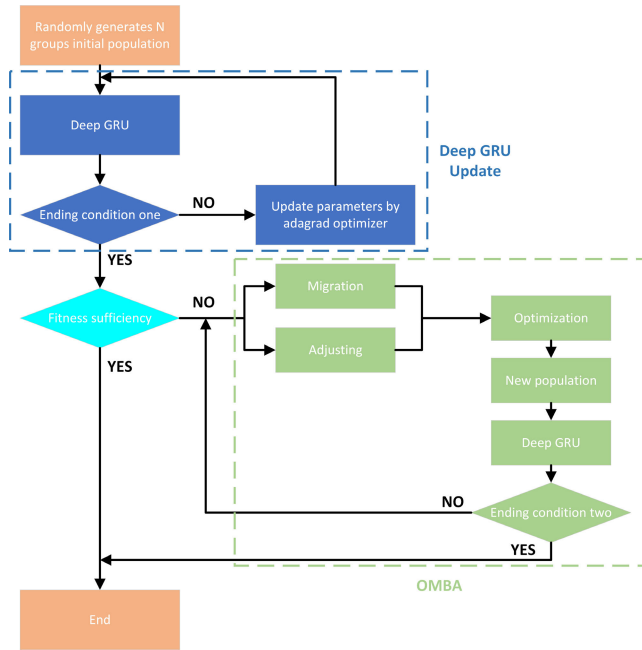 Randomly generates N
groups initial population
Deep GRU
Deep GRU
Update
Ending condition one
NO
Update parameters by
adagrad optimizer
YES
Fitness sufficiency
NO
Migration
Adjusting
Optimization
YES
New population
Deep GRU
Ending condition two
NO
YES
OMBA
End